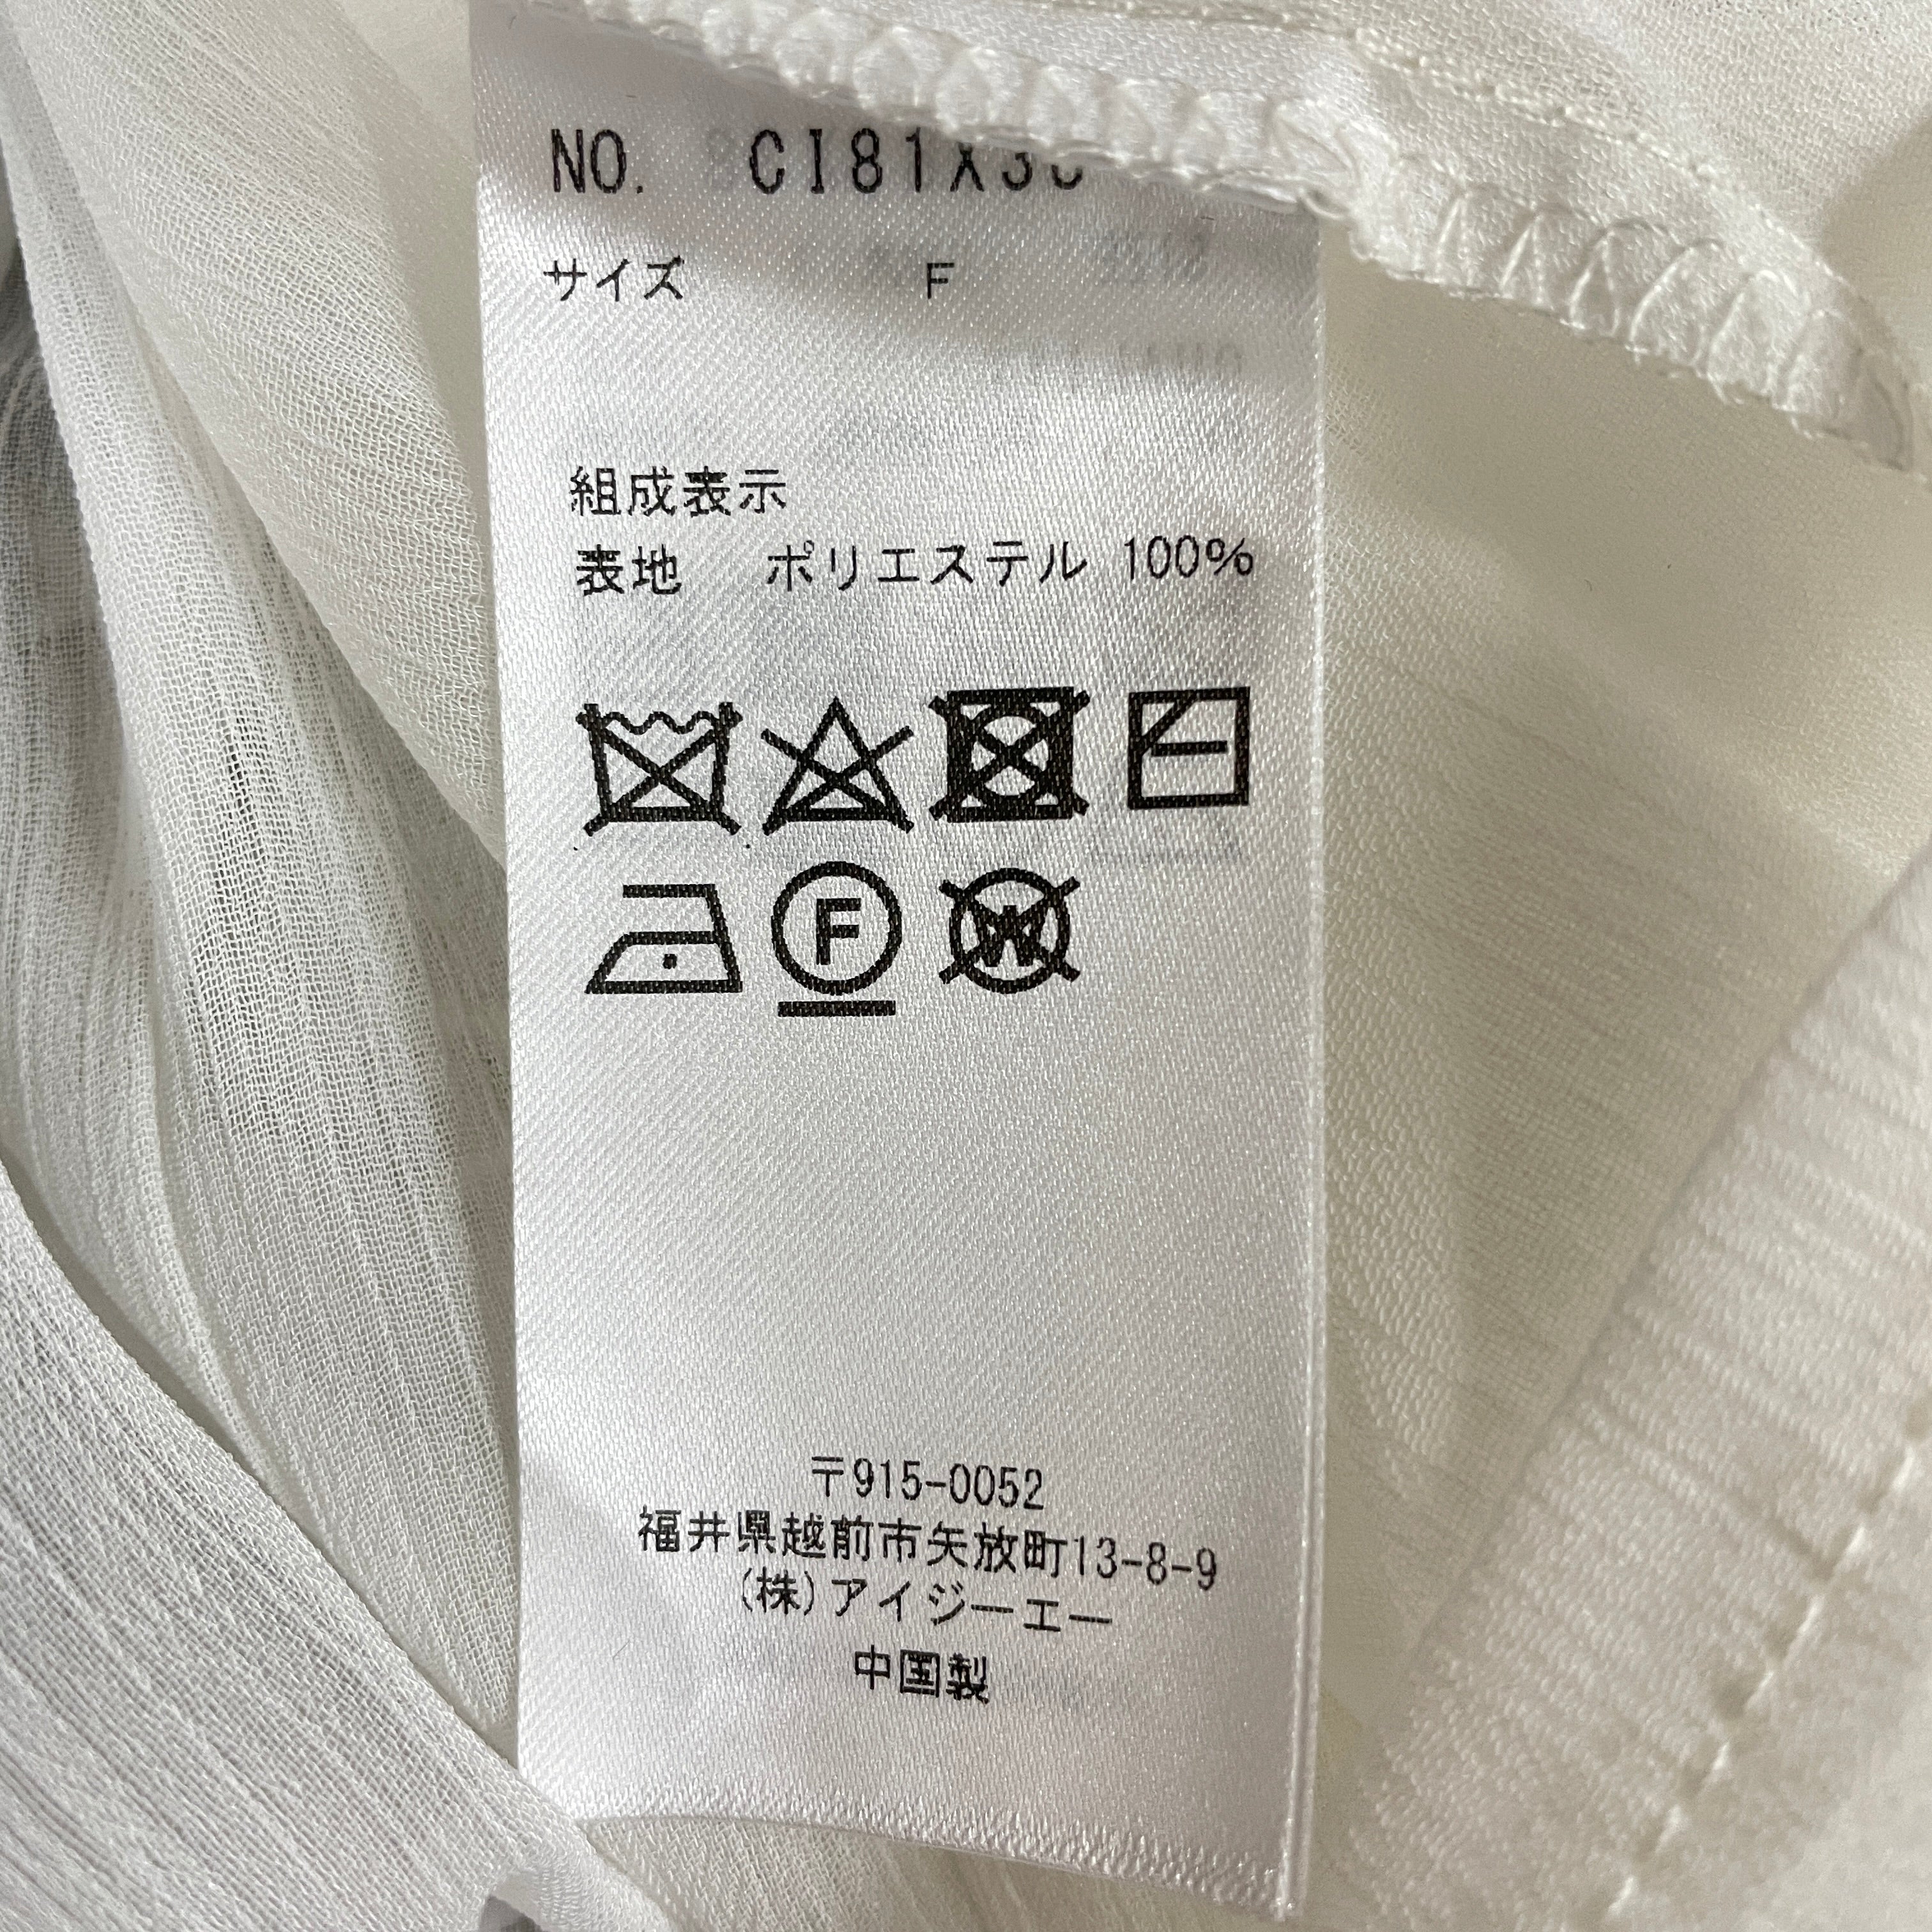 NO. CI81X
サイズ F
組成表示
表地 ポリエステル 100%
F
W
〒915-0052
福井県越前市矢放町13-8-9
(株)アイジーエー
中国製